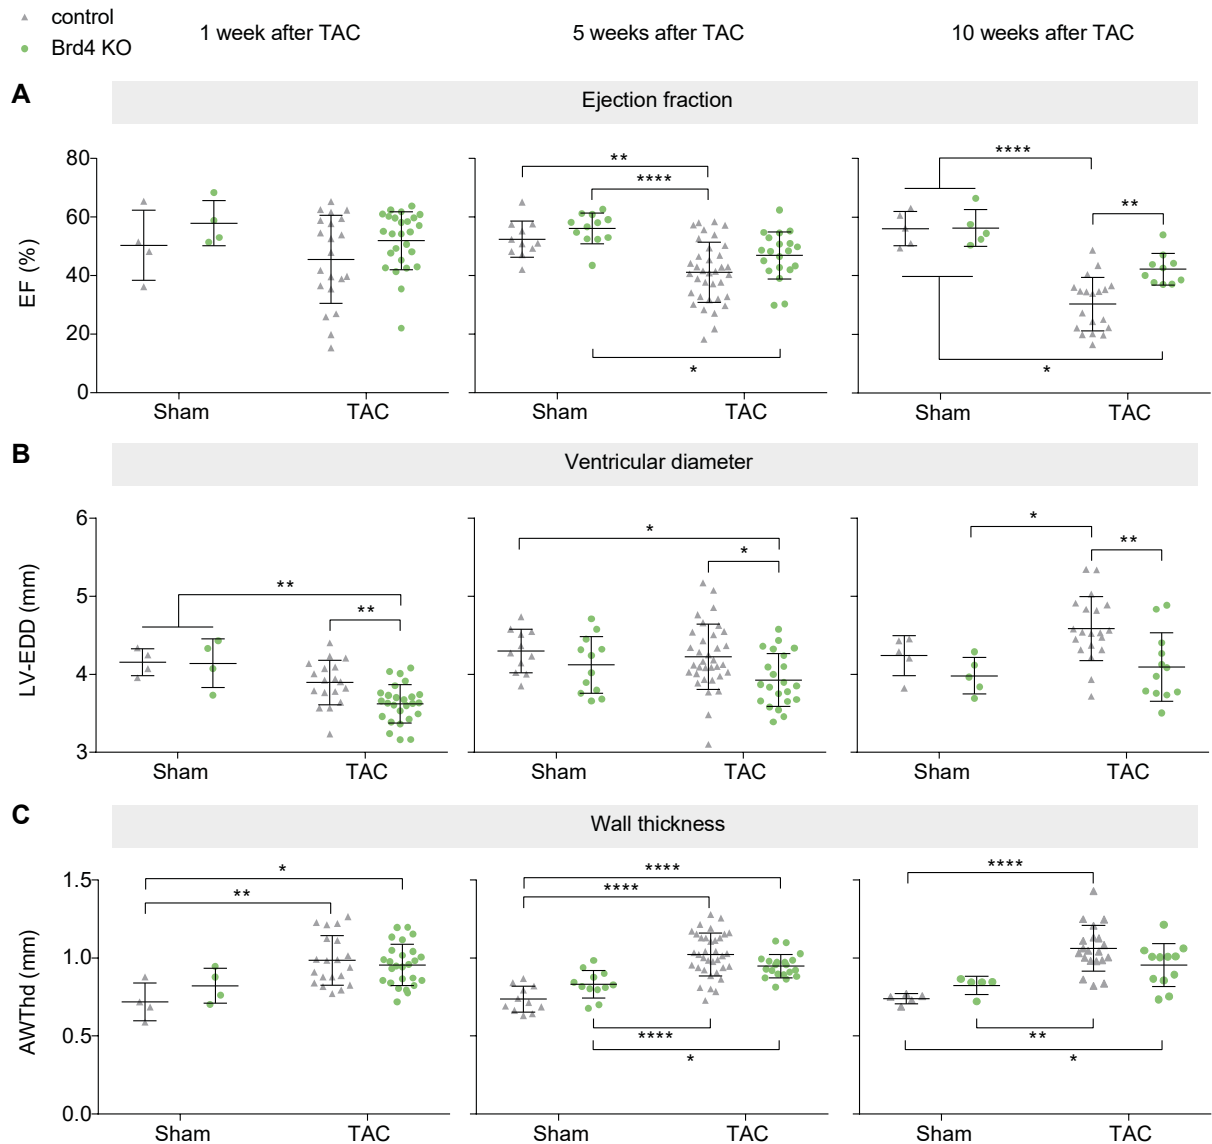 control
Brd4 KO
1 week after TAC
5 weeks after TAC
10 weeks after TAC
A
Ejection fraction
EF (%)
80
60
40
20
0
**
****
*
****
**
*
Sham
TAC
Sham
TAC
Sham
TAC
B
Ventricular diameter
LV-EDD (mm)
6
5
4
3
**
**
*
*
*
**
Sham
TAC
Sham
TAC
Sham
TAC
C
Wall thickness
AWThd (mm)
1.5
1.0
0.5
0.0
*
**
****
****
****
*
****
**
*
Sham
TAC
Sham
TAC
Sham
TAC